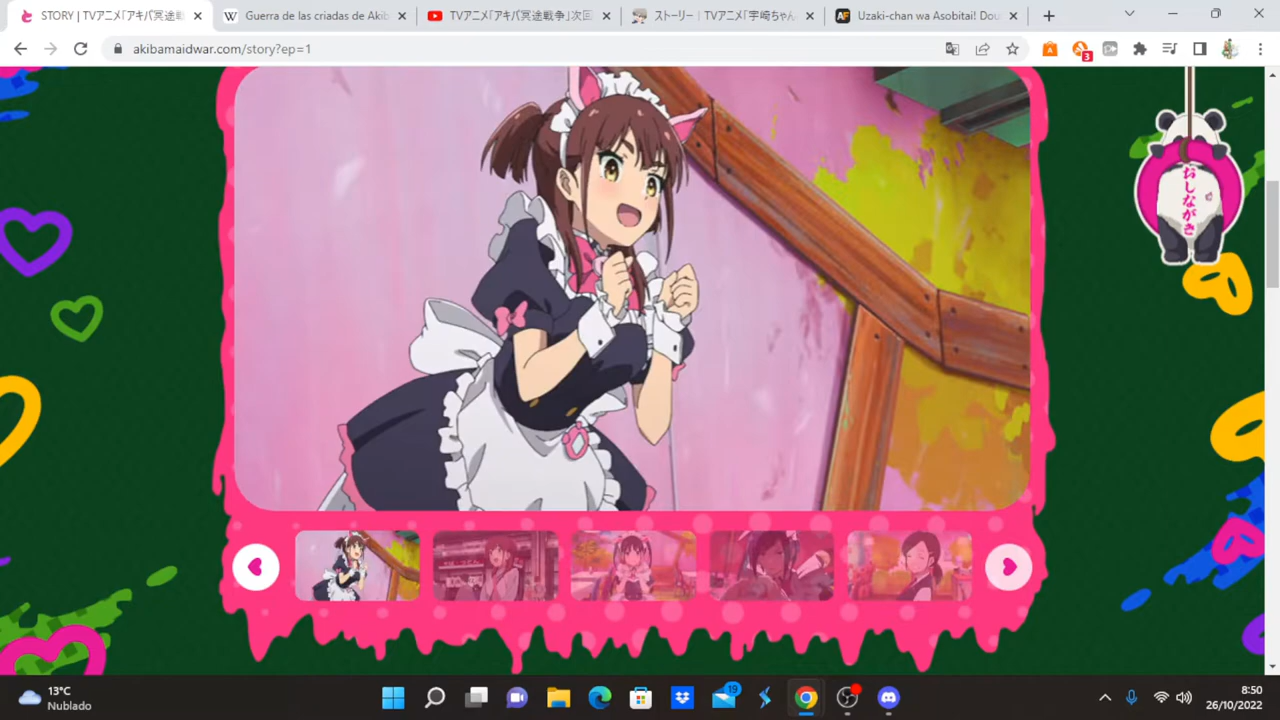 STORY | TVアニメ「アキバ冥途戦
Guerra de las criadas de Akib
TVアニメ「アキバ冥途戦争」次回
ストーリー | TVアニメ「宇崎ちゃん
Uzaki-chan wa Asobitai! Dou
akibamaidwar.com/story?ep=1
3
おしながき
13°C
Nublado
19
8:50
26/10/2022